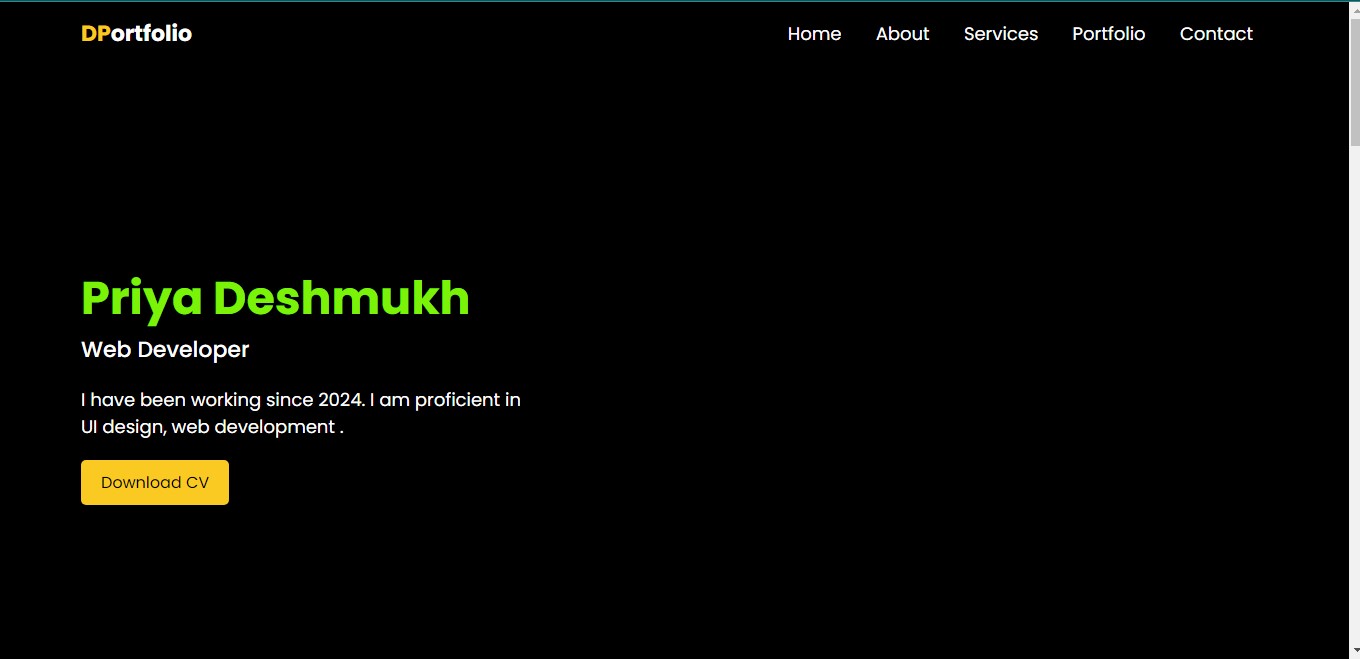 DPortfolio
Home About Services Portfolio Contact
Priya Deshmukh
Web Developer
I have been working since 2024. I am proficient in
UI design, web development .
Download CV